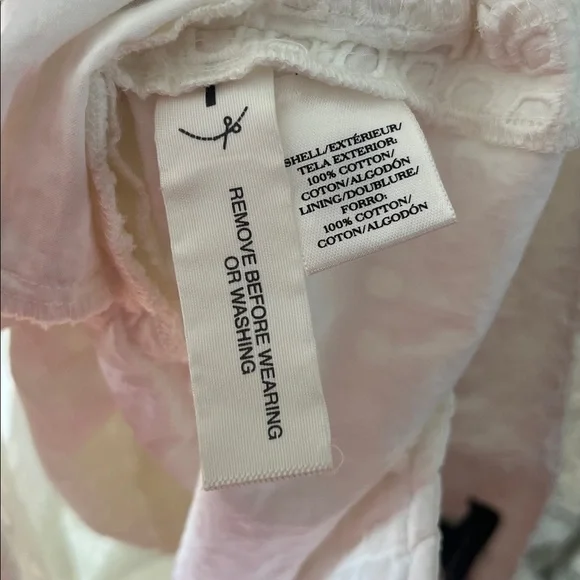 REMOVE BEFORE WEARING
OR WASHING
SHELL/EXTÉRIEUR/
TELA EXTERIOR:
100% COTTON/
COTON/ALGODÓN
LINING/DOUBLURE/
FORRO:
100% COTTON/
COTON/ALGODÓN